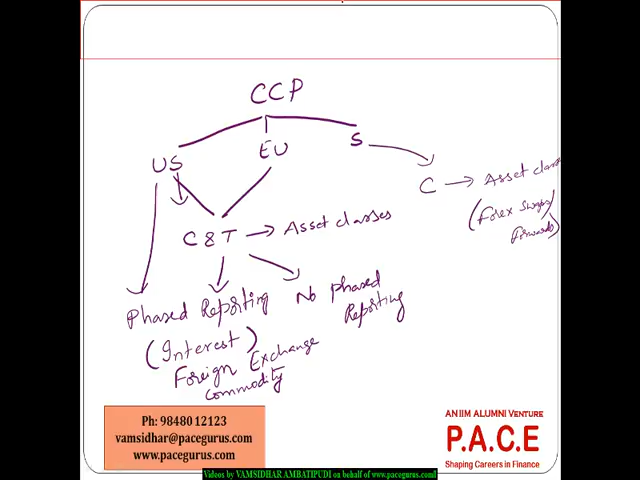 CCP
US EU S
C → Asset class
(Forex Swaps/
Forwards)
C & T → Asset classes
Phased Reporting
No phased
Reporting
(Interest)
Foreign Exchange
commodity
Ph: 98480 12123
vamsidhar@pacegurus.com
www.pacegurus.com
AN IIM ALUMNI VENTURE
P.A.C.E
Shaping Careers in Finance
Videos by VAMSIDHAR AMBATIPUDI on behalf of www.pacegurus.com